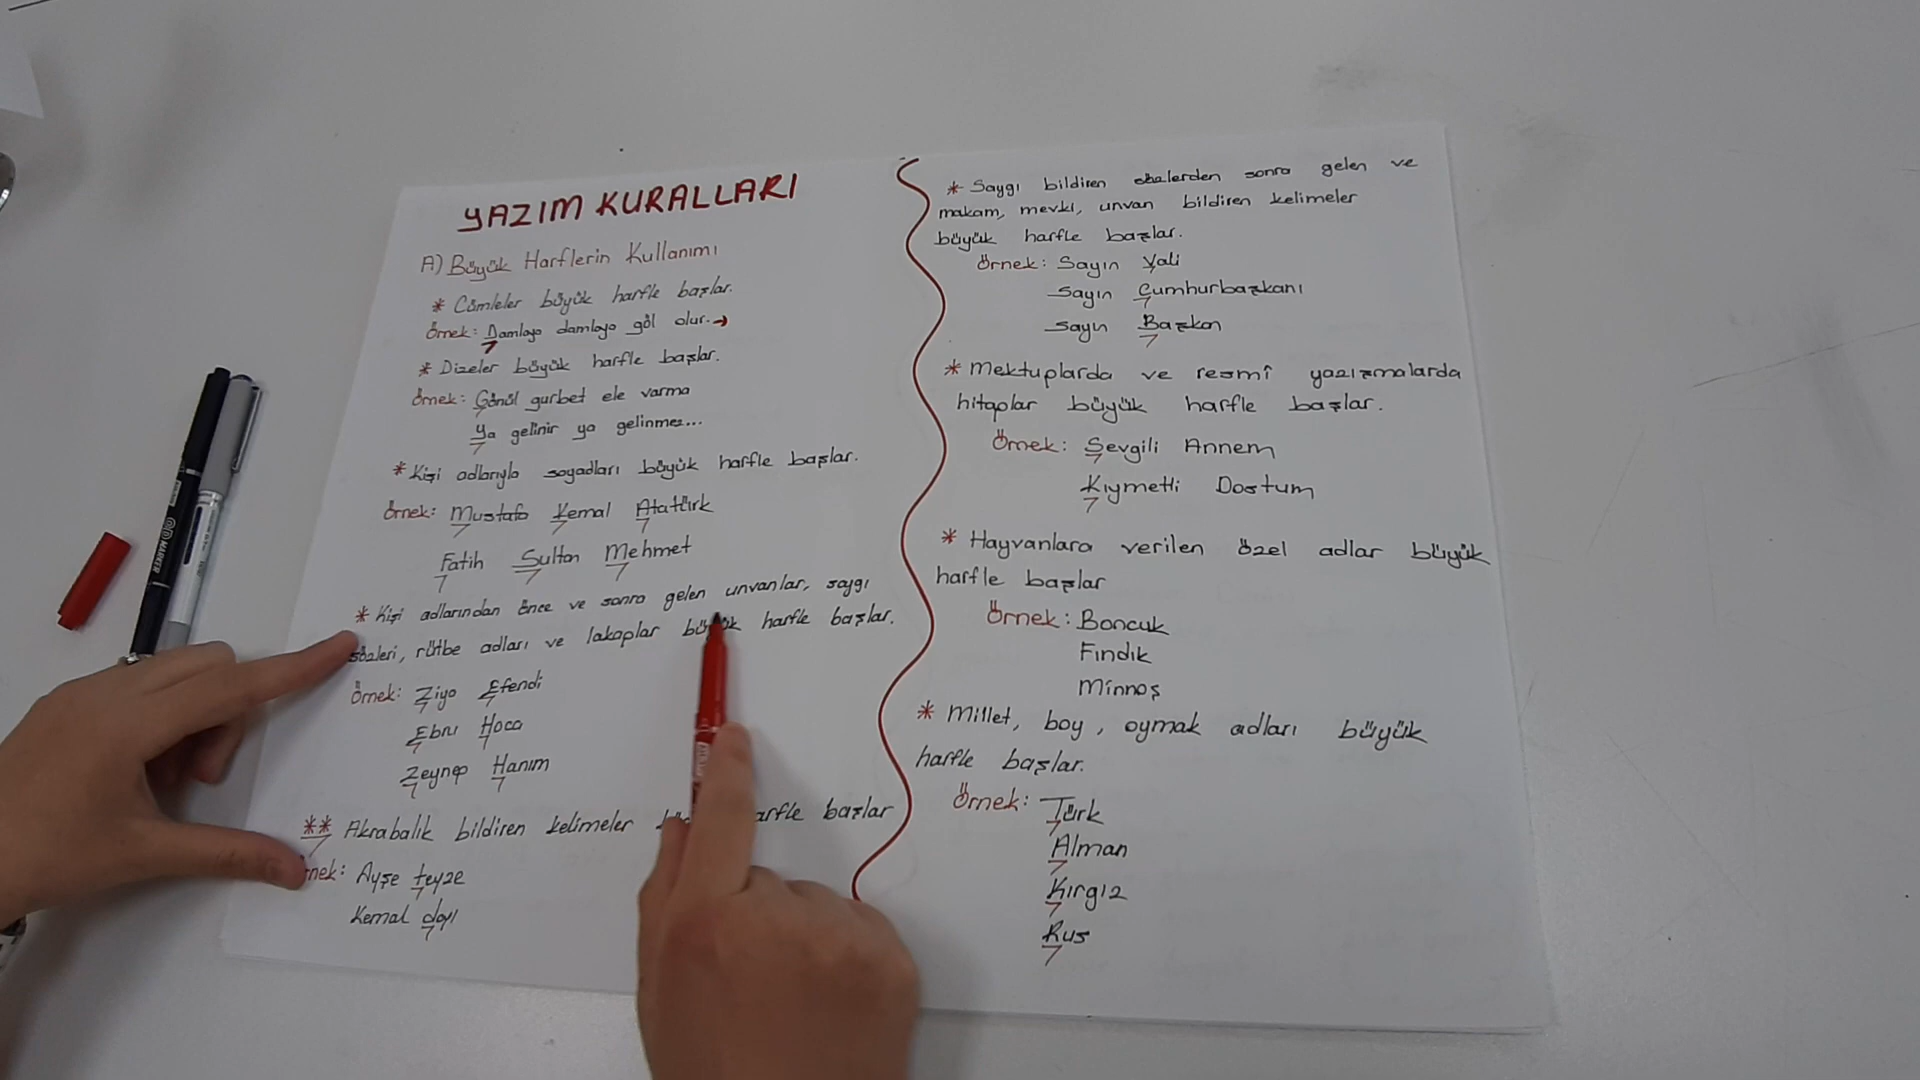 YAZIM KURALLARI
A) Büyük Harflerin Kullanımı
* Cümleler büyük harfle başlar.
Örnek: Damlaya damlaya göl olur.→
* Dizeler büyük harfle başlar.
Örnek: Gönül gurbet ele varma
Ya gelinir ya gelinmez...
* Kişi adlarıyla soyadları büyük harfle başlar.
Örnek: Mustafa Kemal Atatürk
Fatih Sultan Mehmet
* Kişi adlarından önce ve sonra gelen unvanlar, saygı
sözleri, rütbe adları ve lakaplar büyük harfle başlar.
Örnek: Ziya Efendi
Ebru Hoca
Zeynep Hanım
** Akrabalık bildiren kelimeler harfle başlar
Ayşe teyze
Kemal dayı
* Saygı bildiren sözlerden sonra gelen ve
makam, mevki, unvan bildiren kelimeler
büyük harfle başlar.
Örnek: Sayın Vali
Sayın Cumhurbaşkanı
Sayın Başkan
* Mektuplarda ve resmî yazışmalarda
hitaplar büyük harfle başlar.
Örnek: Sevgili Annem
Kıymetli Dostum
* Hayvanlara verilen özel adlar büyük
harfle başlar
Örnek: Boncuk
Fındık
Minnoş
* Millet, boy, oymak adları büyük
harfle başlar.
Örnek: Türk
Alman
Kırgız
Rus